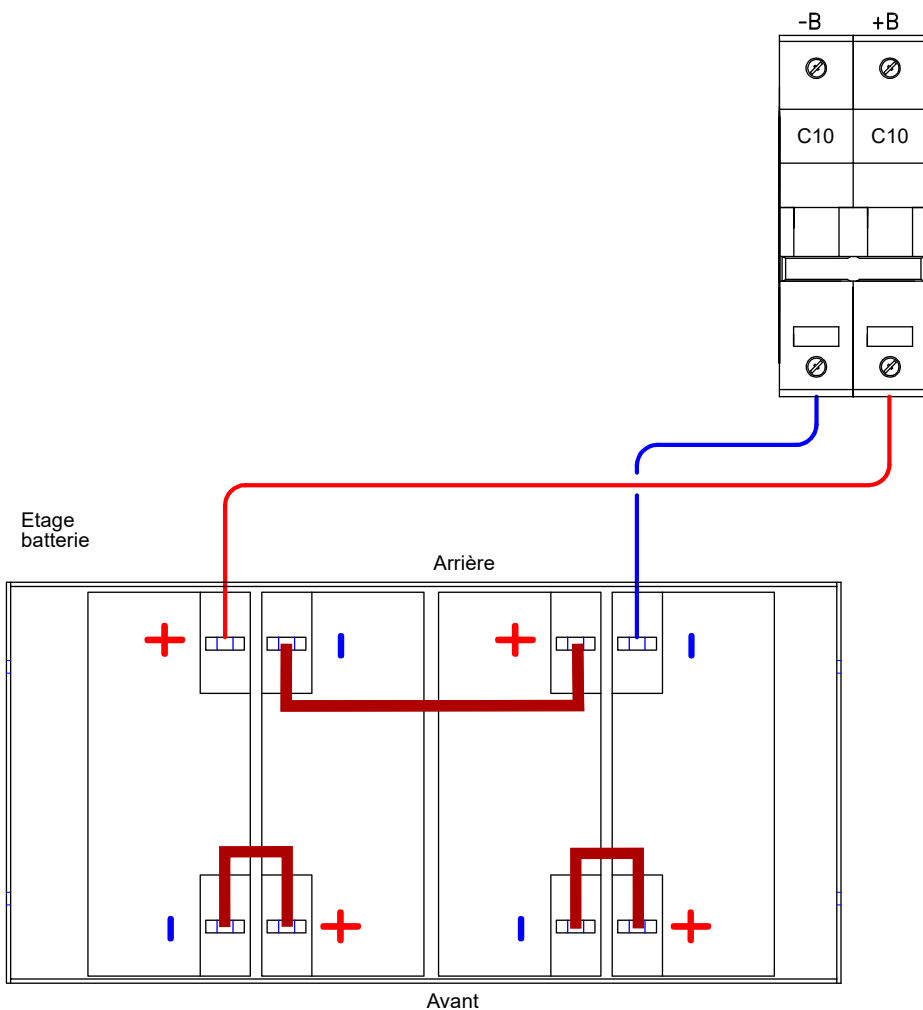 -B +B
C10 C10
Etage
batterie
Arrière
+ - + -
- + - +
Avant